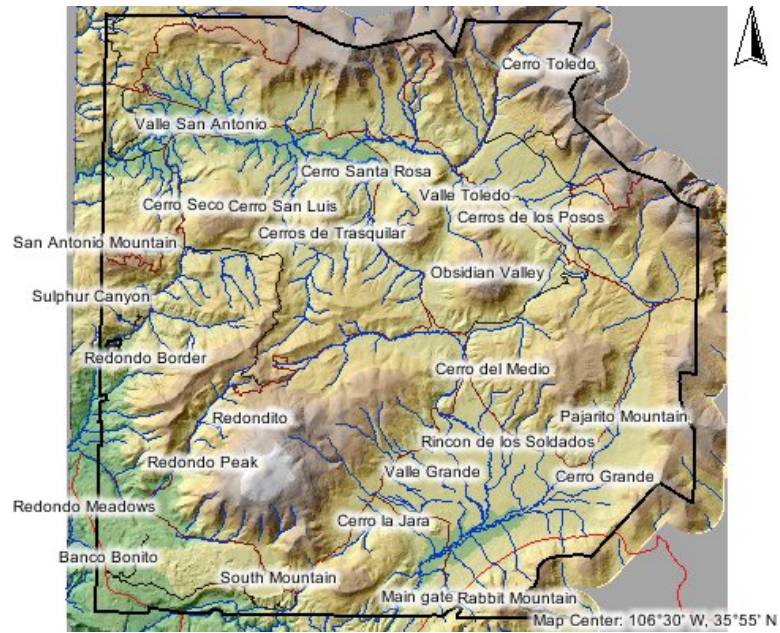 Cerro Toledo
Valle San Antonio
Cerro Santa Rosa
Valle Toledo
Cerro Seco
Cerro San Luis
Cerros de los Posos
Cerros de Trasquilar
San Antonio Mountain
Obsidian Valley
Sulphur Canyon
Redondo Border
Cerro del Medio
Redondito
Pajarito Mountain
Rincon de los Soldados
Redondo Peak
Valle Grande
Cerro Grande
Redondo Meadows
Cerro la Jara
Banco Bonito
South Mountain
Main gate
Rabbit Mountain
Map Center: 106°30' W, 35°55' N